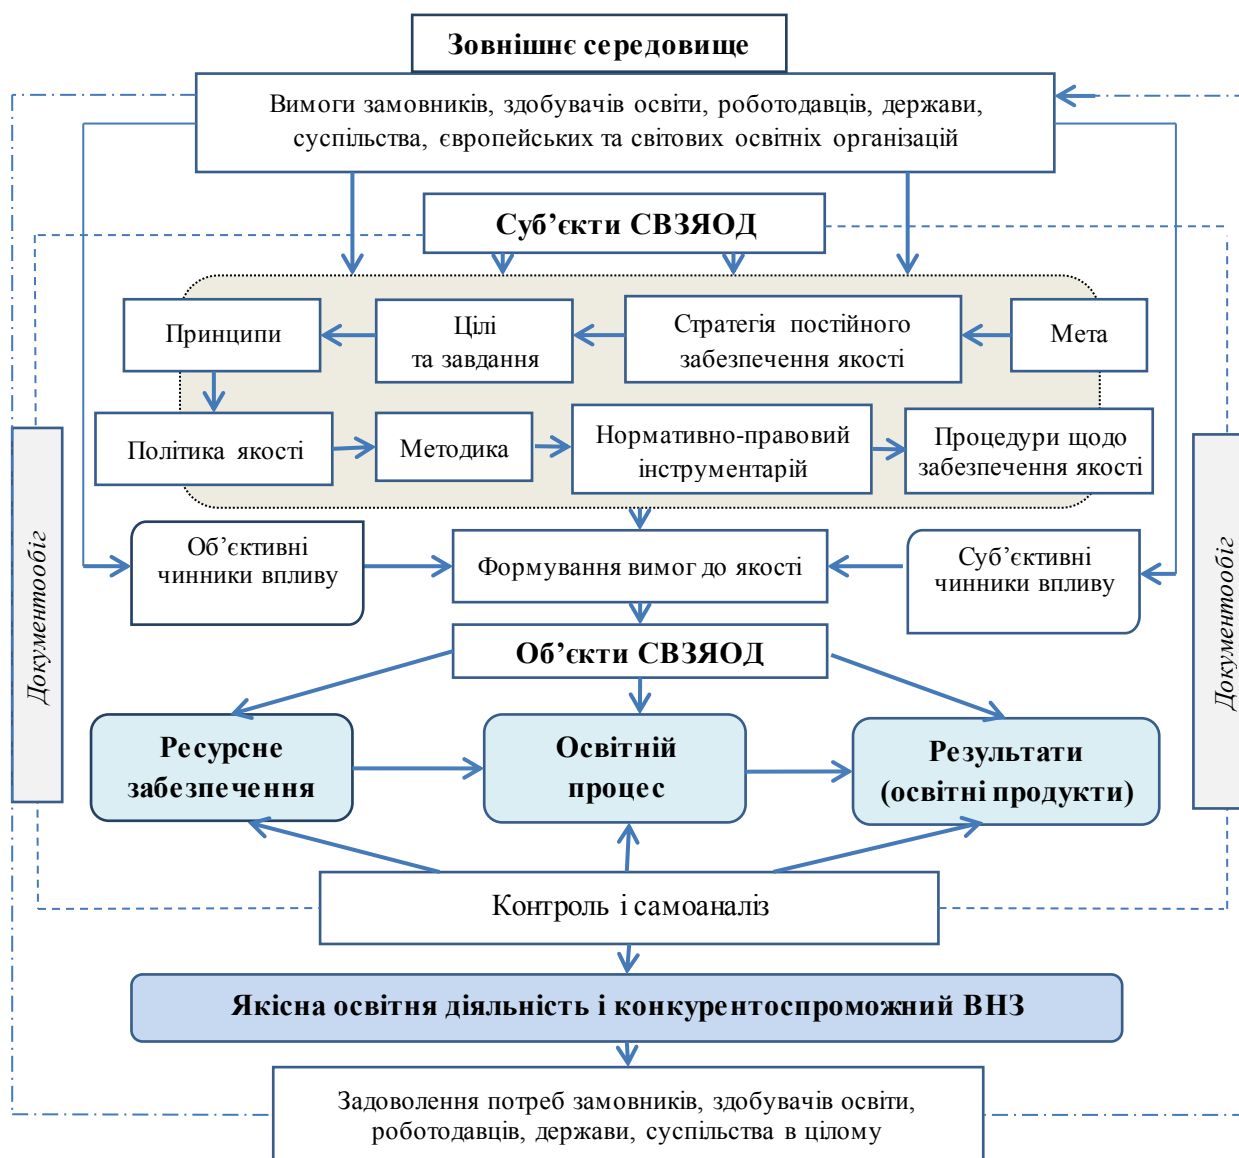 Зовнішнє середовище
Вимоги замовників, здобувачів освіти, роботодавців, держави,
суспільства, європейських та світових освітніх організацій
Суб’єкти СВЗЯОД
Принципи
Цілі
та завдання
Стратегія постійного
забезпечення якості
Мета
Політика якості
Методика
Нормативно-правовий
інструментарій
Процедури щодо
забезпечення якості
Документообіг
Документообіг
Об’єктивні
чинники впливу
Формування вимог до якості
Суб’єктивні
чинники впливу
Об’єкти СВЗЯОД
Ресурсне
забезпечення
Освітній
процес
Результати
(освітні продукти)
Контроль і самоаналіз
Якісна освітня діяльність і конкурентоспроможний ВНЗ
Задоволення потреб замовників, здобувачів освіти,
роботодавців, держави, суспільства в цілому